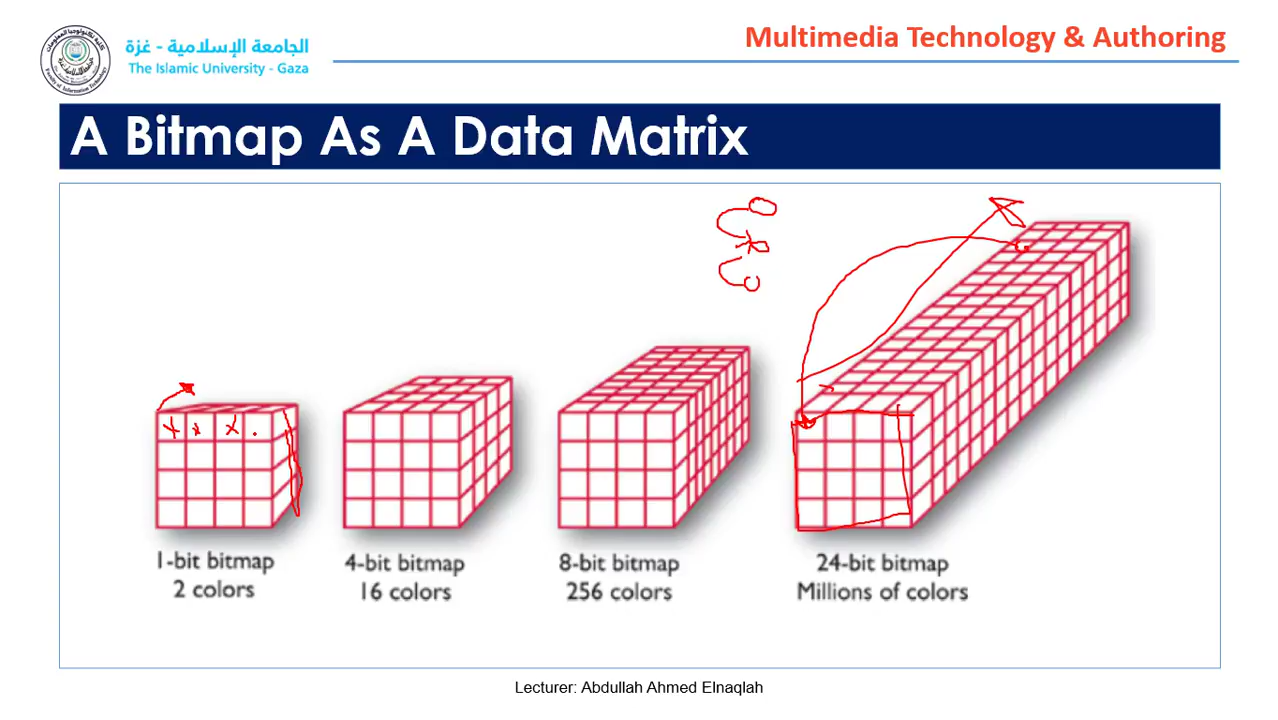 الجامعة الإسلامية - غزة
The Islamic University - Gaza
Multimedia Technology & Authoring
A Bitmap As A Data Matrix
1-bit bitmap
2 colors
4-bit bitmap
16 colors
8-bit bitmap
256 colors
24-bit bitmap
Millions of colors
Lecturer: Abdullah Ahmed Elnaqlah